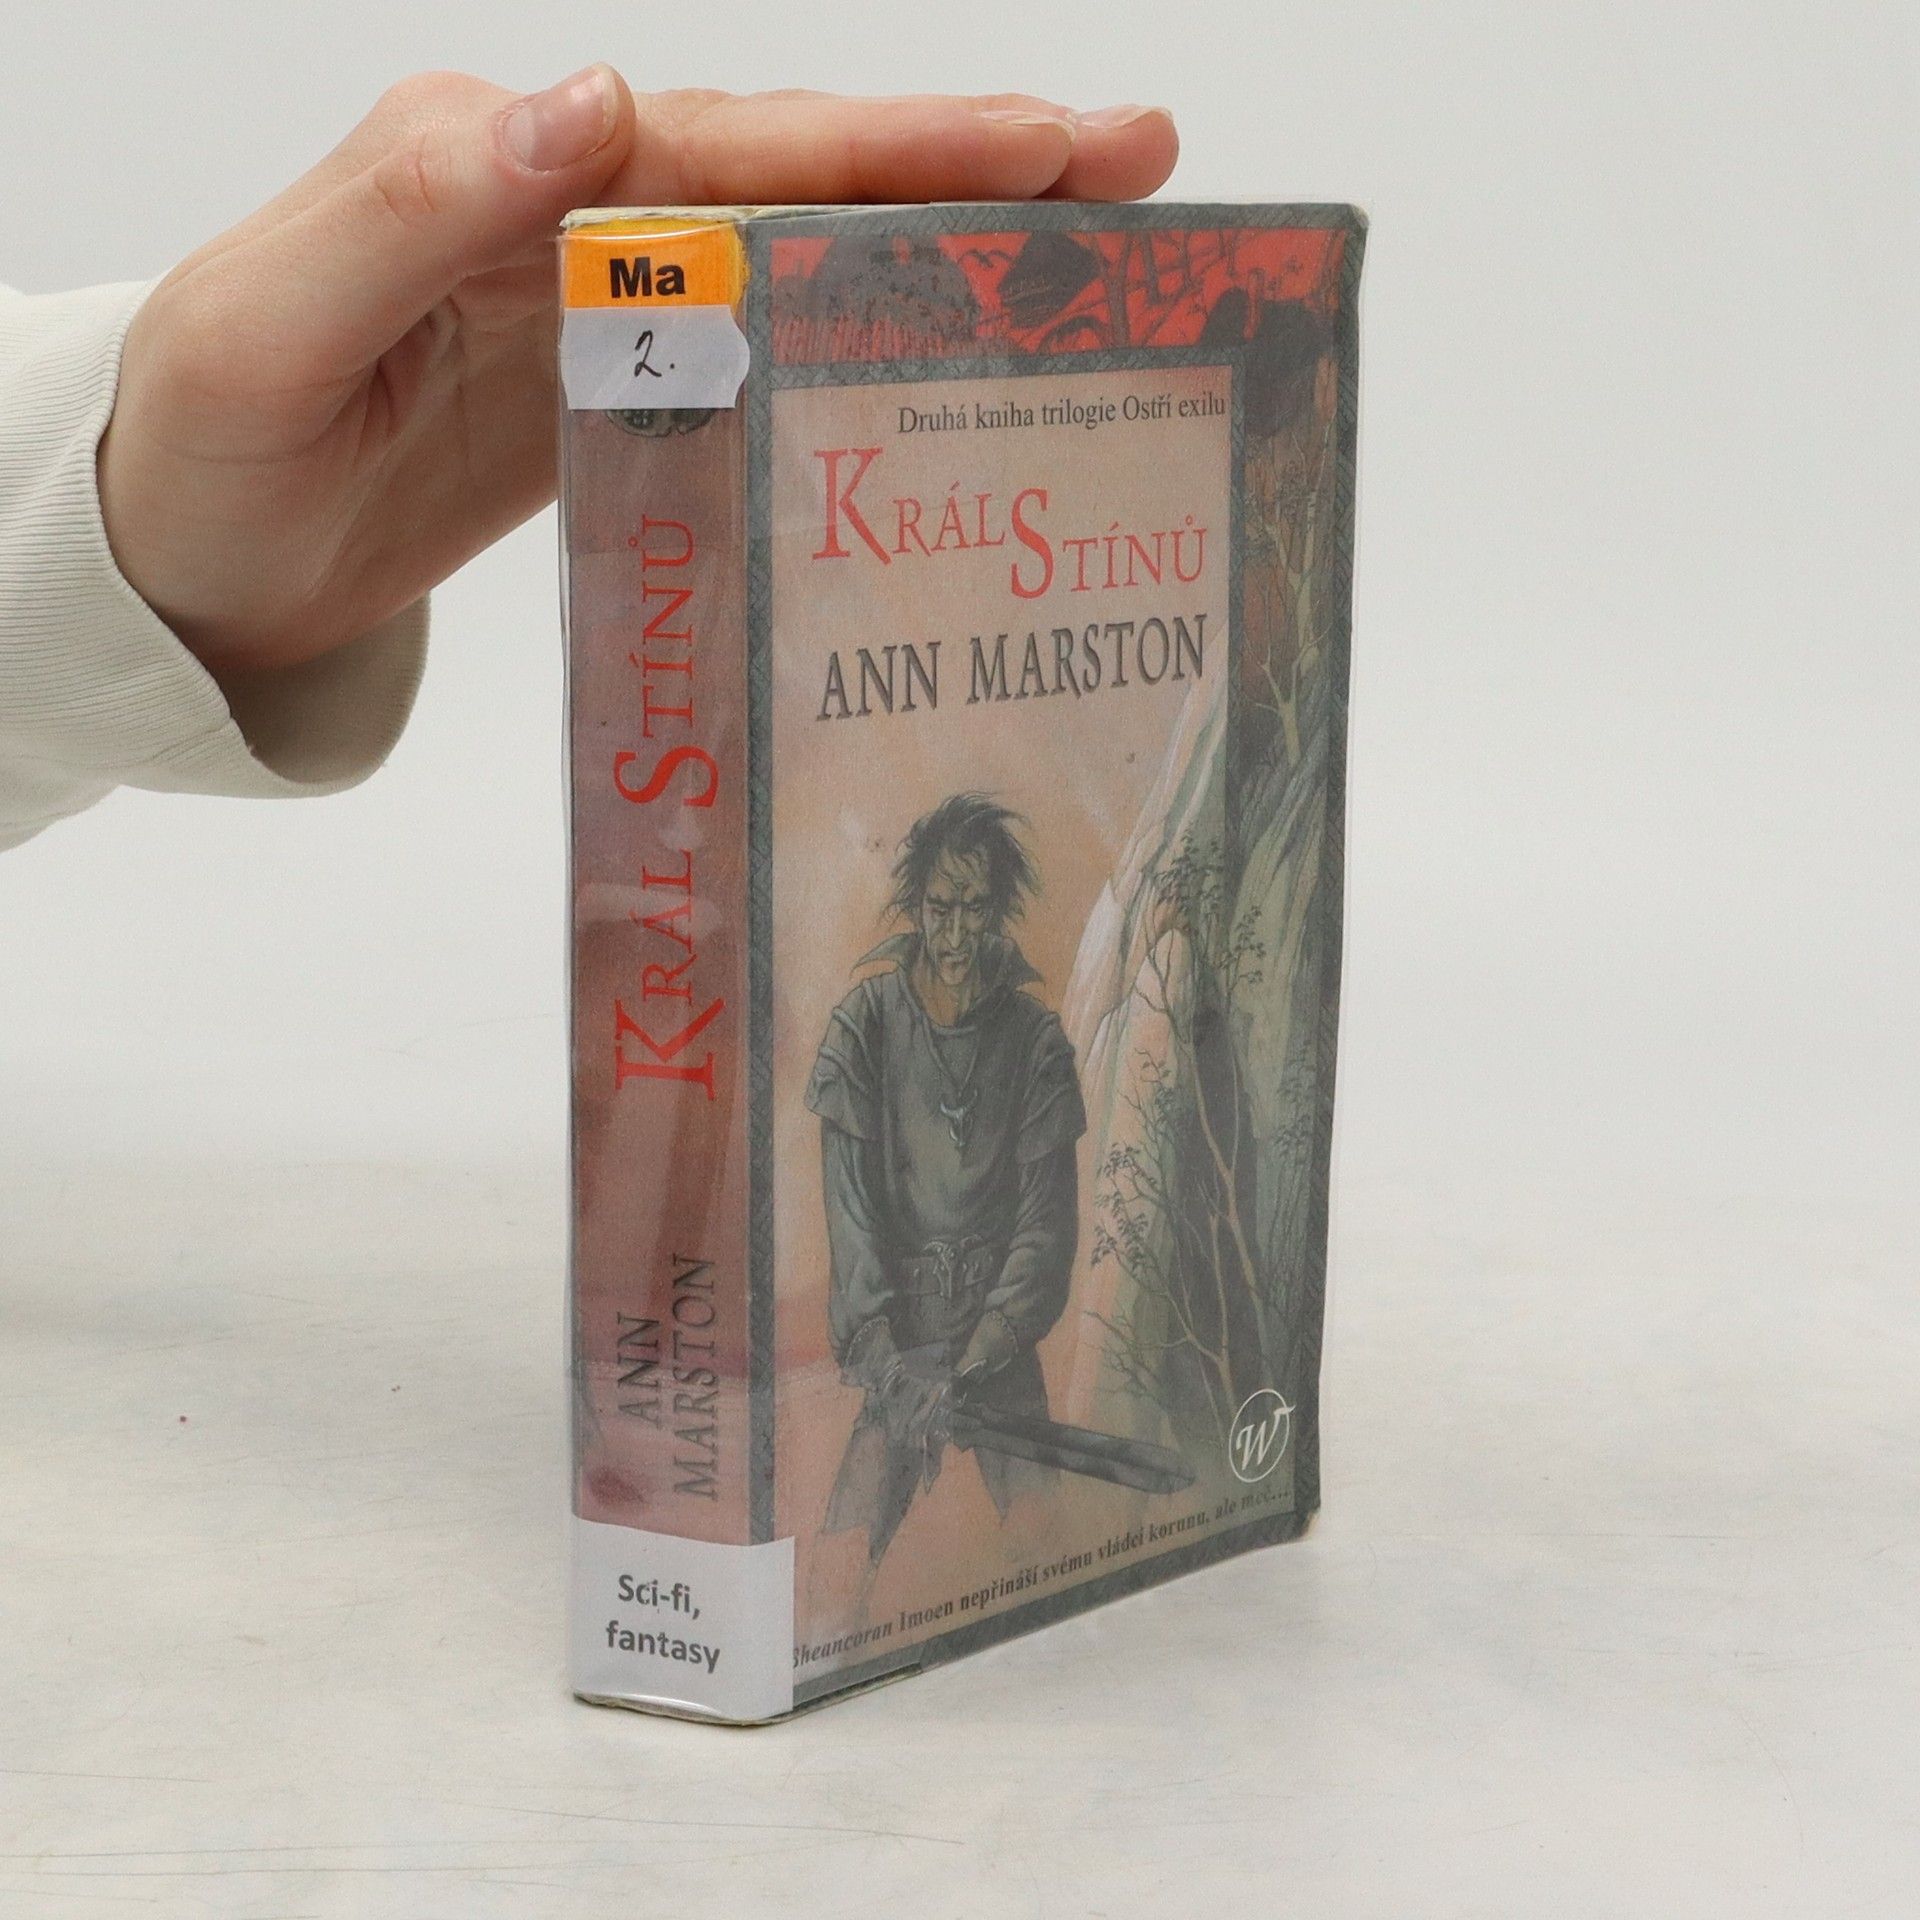 Ma
2.
KRÁL STÍNŮ
ANN
MARSTON
Sci-fi,
fantasy
Druhá kniha trilogie Ostří exilu
KRÁL
STÍNŮ
ANN MARSTON
W
Sheancoran Imoen nepřináší svému vládci korunu, ale meč...